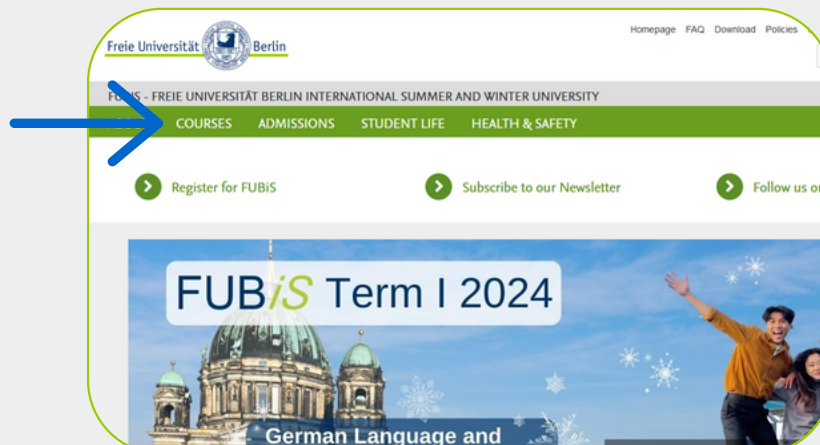 Homepage FAQ Download Policies
Freie Universität Berlin
- FREIE UNIVERSITÄT BERLIN INTERNATIONAL SUMMER AND WINTER UNIVERSITY
COURSES ADMISSIONS STUDENT LIFE HEALTH & SAFETY
Register for FUBiS Subscribe to our Newsletter Follow us
FUBiS Term I 2024
German Language and